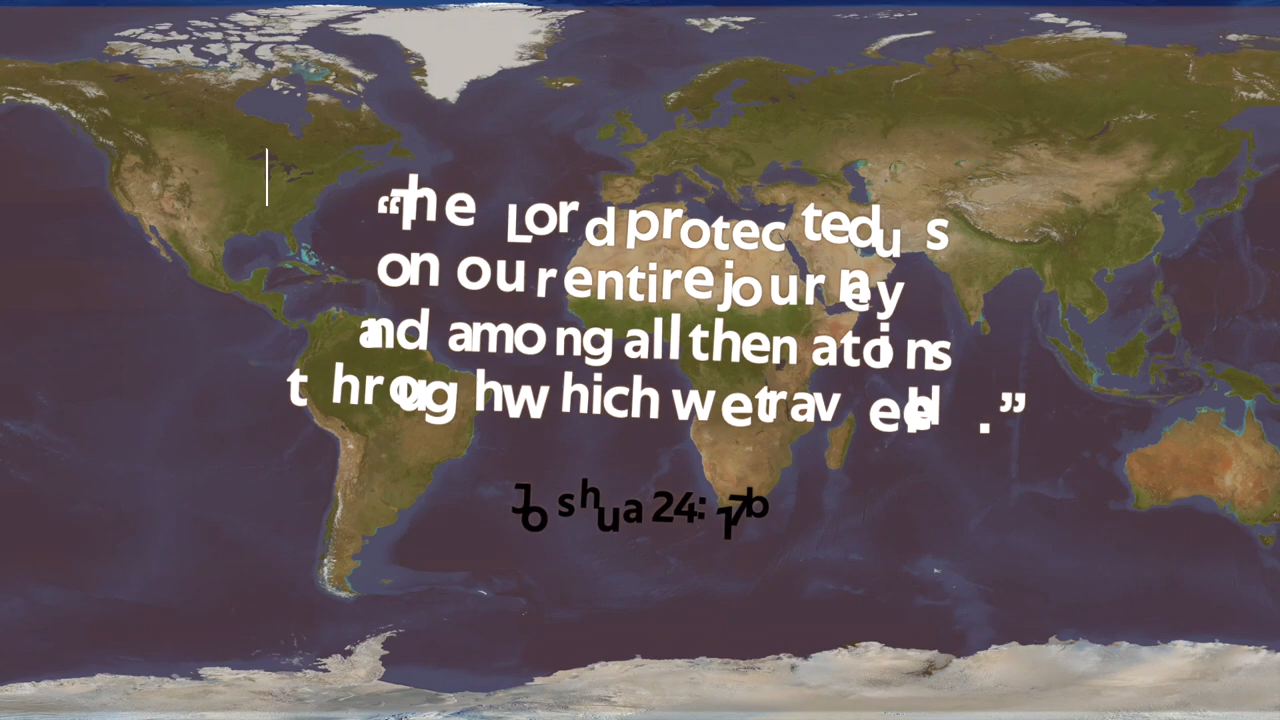 “The Lord protected us
on our entire journey
and among all the nations
through which we traveled.”
Joshua 24:17b